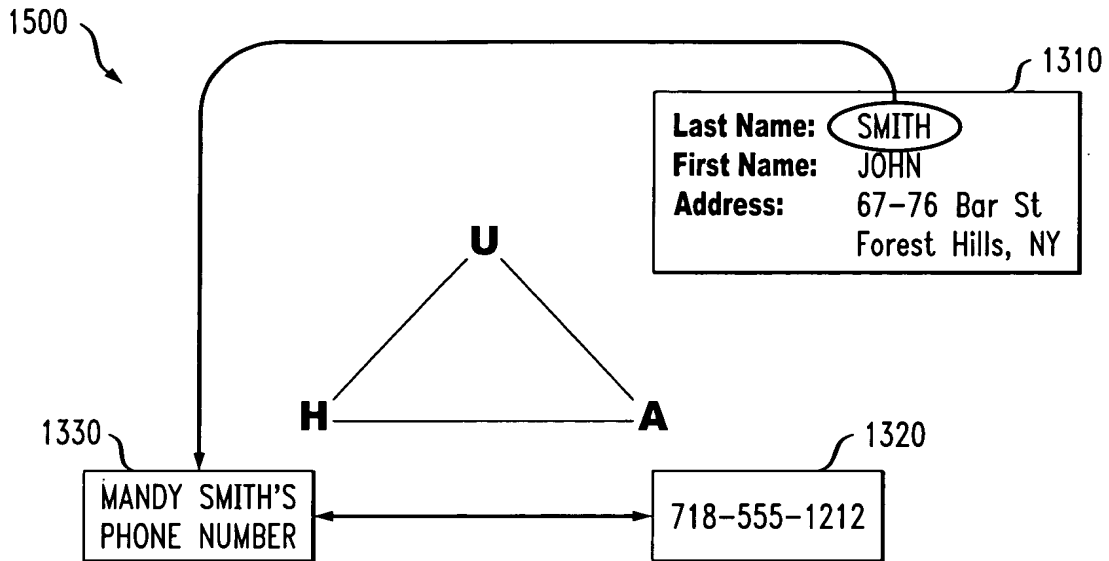 1500
1310
Last Name: SMITH
First Name: JOHN
Address: 67-76 Bar St
Forest Hills, NY
U
H
A
1330
1320
MANDY SMITH'S
PHONE NUMBER
718-555-1212